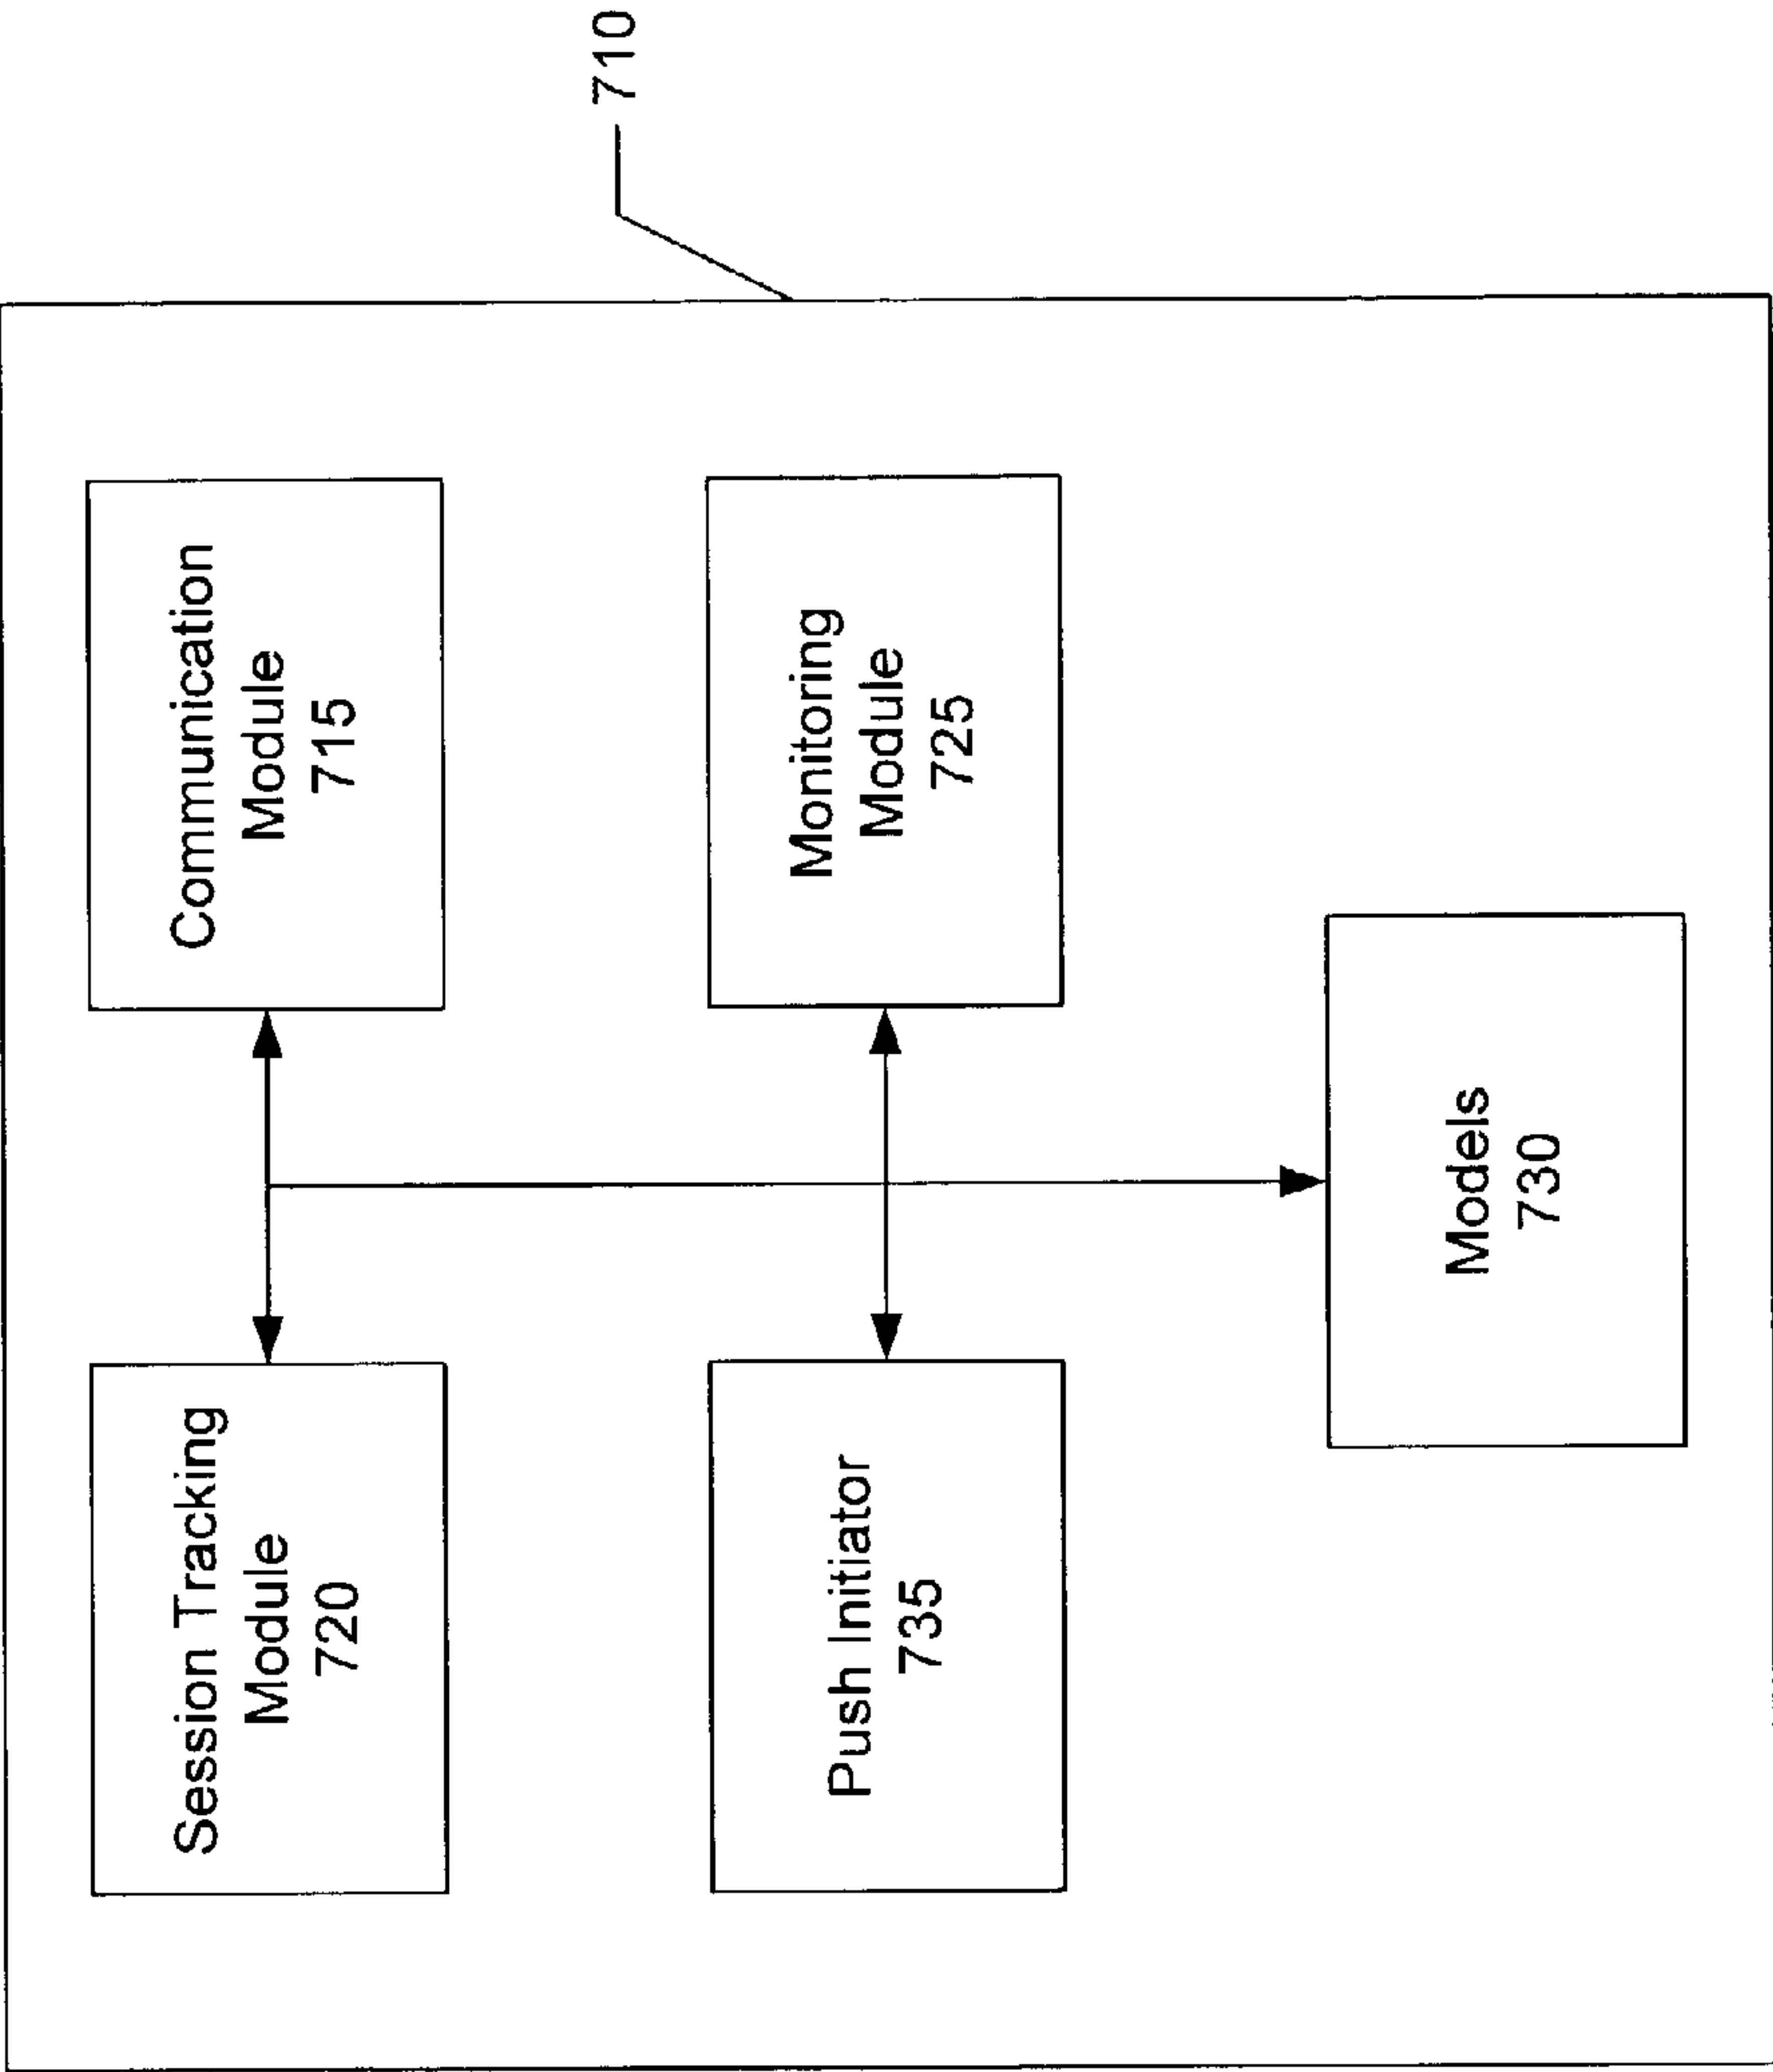 710
Communication
Module
715
Session Tracking
Module
720
Monitoring
Module
725
Push Initiator
735
Models
730